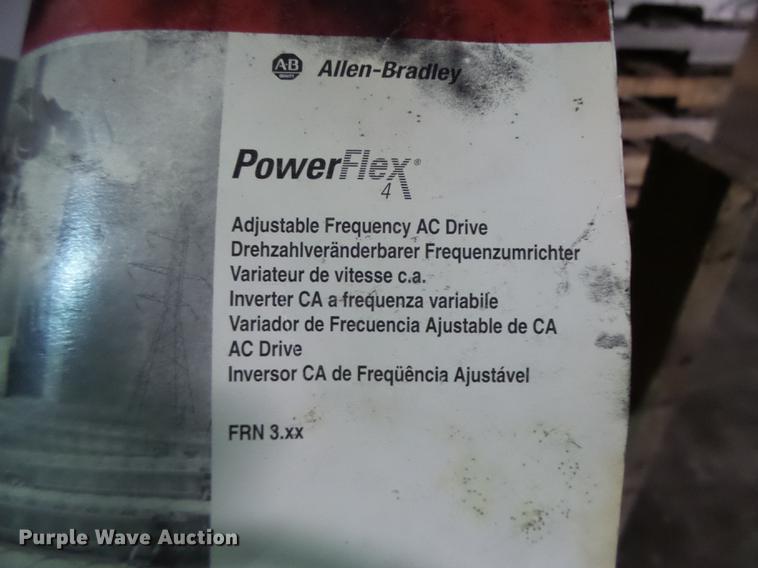 A-B
QUALITY
Allen-Bradley
PowerFlex®
4
Adjustable Frequency AC Drive
Drehzahlveränderbarer Frequenzumrichter
Variateur de vitesse c.a.
Inverter CA a frequenza variabile
Variador de Frecuencia Ajustable de CA
AC Drive
Inversor CA de Freqüência Ajustável
FRN 3.xx
Purple Wave Auction®